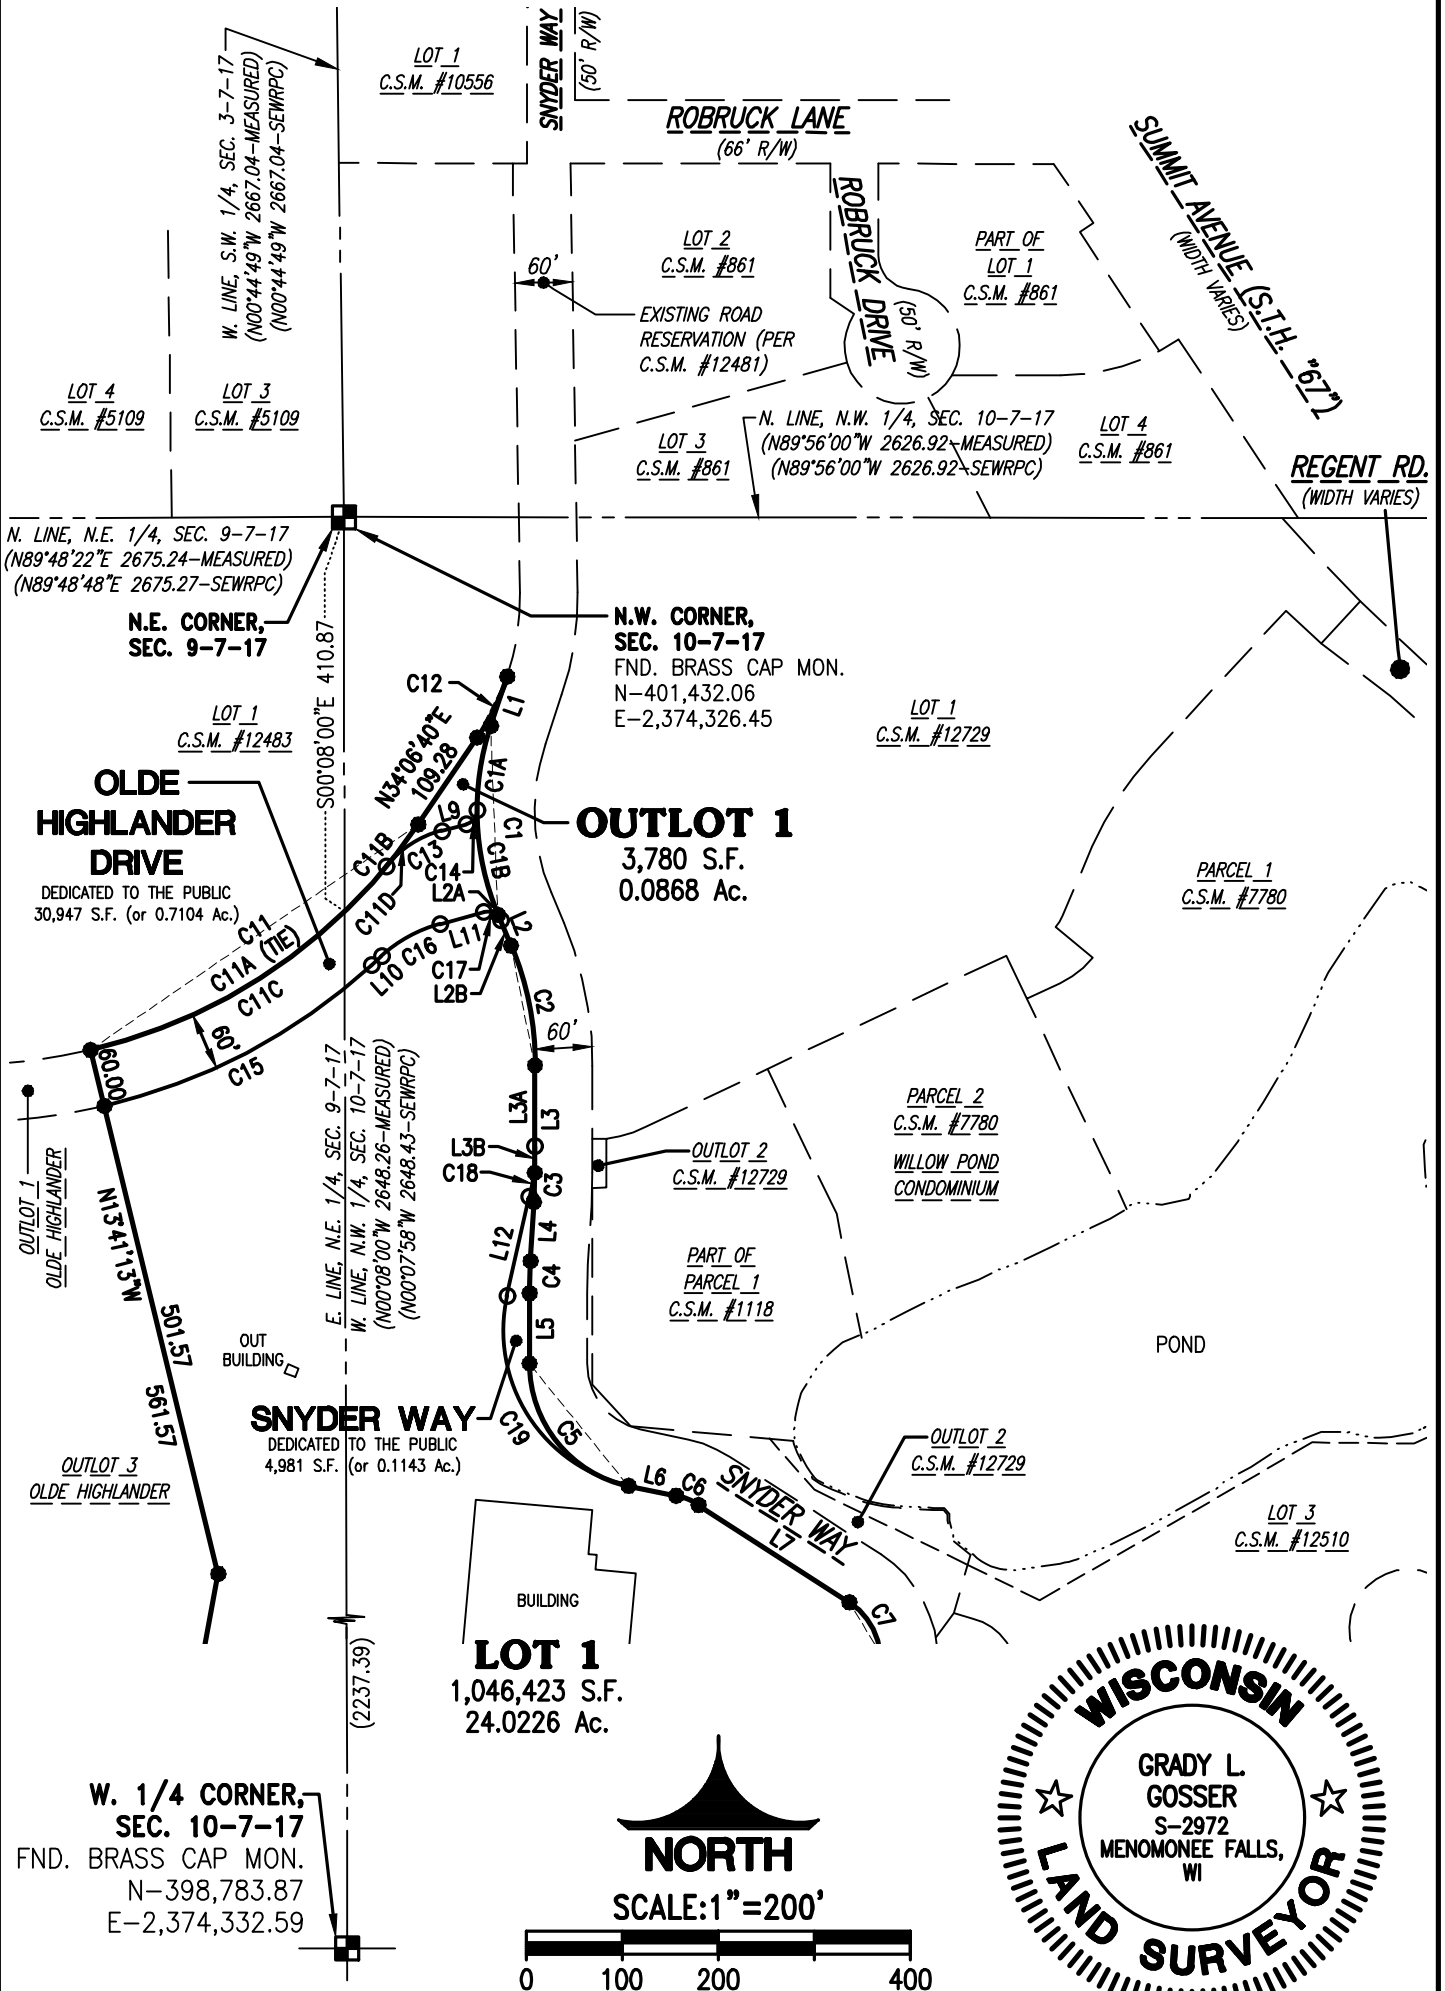 LOT 1
C.S.M. #10556
SNYDER WAY
(50' R/W)
ROBRUCK LANE
(66' R/W)
SUMMIT AVENUE (S.T.H. "67")
(WIDTH VARIES)
W. LINE, S.W. 1/4, SEC. 3-7-17
(N00°44'49"W 2667.04-MEASURED)
(N00°44'49"W 2667.04-SEWRPC)
ROBRUCK DRIVE
(50' R/W)
LOT 2
C.S.M. #861
PART OF
LOT 1
C.S.M. #861
60'
EXISTING ROAD
RESERVATION (PER
C.S.M. #12481)
LOT 4
C.S.M. #5109
LOT 3
C.S.M. #5109
LOT 3
C.S.M. #861
N. LINE, N.W. 1/4, SEC. 10-7-17
(N89°56'00"W 2626.92-MEASURED)
(N89°56'00"W 2626.92-SEWRPC)
LOT 4
C.S.M. #861
REGENT RD.
(WIDTH VARIES)
N. LINE, N.E. 1/4, SEC. 9-7-17
(N89°48'22"E 2675.24-MEASURED)
(N89°48'48"E 2675.27-SEWRPC)
N.E. CORNER,
SEC. 9-7-17
S00°08'00"E 410.87
N.W. CORNER,
SEC. 10-7-17
FND. BRASS CAP MON.
N-401,432.06
E-2,374,326.45
LOT 1
C.S.M. #12483
C12
L1
N34°06'40"E
109.28
LOT 1
C.S.M. #12729
OLDE
HIGHLANDER
DRIVE
DEDICATED TO THE PUBLIC
30,947 S.F. (or 0.7104 Ac.)
C1A
L9
C1
OUTLOT 1
3,780 S.F.
0.0868 Ac.
C11B
C13
C14
C1B
C11D
L2A
L2
PARCEL 1
C.S.M. #7780
C11
C11A (TIE)
C11C
L10
C16
L11
C17
L2B
C2
60'
60'
60.00
C15
L3A
L3
L3B
C18
C3
OUTLOT 1
OLDE HIGHLANDER
E. LINE, N.E. 1/4, SEC. 9-7-17
W. LINE, N.W. 1/4, SEC. 10-7-17
(N00°08'00"W 2648.26-MEASURED)
(N00°07'58"W 2648.43-SEWRPC)
PARCEL 2
C.S.M. #7780
WILLOW POND
CONDOMINIUM
OUTLOT 2
C.S.M. #12729
N13°41'13"W
501.57
561.57
L12
L4
C4
L5
PART OF
PARCEL 1
C.S.M. #1118
POND
OUT
BUILDING
SNYDER WAY
DEDICATED TO THE PUBLIC
4,981 S.F. (or 0.1143 Ac.)
C19
C5
L6
C6
SNYDER WAY
L7
C7
OUTLOT 2
C.S.M. #12729
OUTLOT 3
OLDE HIGHLANDER
LOT 3
C.S.M. #12510
BUILDING
LOT 1
1,046,423 S.F.
24.0226 Ac.
(2237.39)
W. 1/4 CORNER,
SEC. 10-7-17
FND. BRASS CAP MON.
N-398,783.87
E-2,374,332.59
NORTH
SCALE:1"=200'
0 100 200 400
WISCONSIN
GRADY L.
GOSSER
S-2972
MENOMONEE FALLS,
WI
LAND SURVEYOR